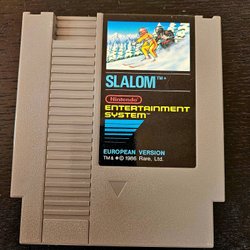 SLALOM™
Nintendo
ENTERTAINMENT
SYSTEM™
EUROPEAN VERSION
™ & © 1986 Rare, Ltd.